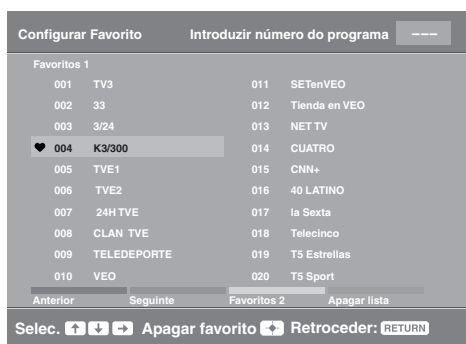 Configurar Favorito Introduzir número do programa ---
Favoritos 1
001 TV3 011 SETenVEO
002 33 012 Tienda en VEO
003 3/24 013 NET TV
004 K3/300 014 CUATRO
005 TVE1 015 CNN+
006 TVE2 016 40 LATINO
007 24H TVE 017 la Sexta
008 CLAN TVE 018 Telecinco
009 TELEDEPORTE 019 T5 Estrellas
010 VEO 020 T5 Sport
Anterior Seguinte Favoritos 2 Apagar lista
Selec. Apagar favorito Retroceder: RETURN